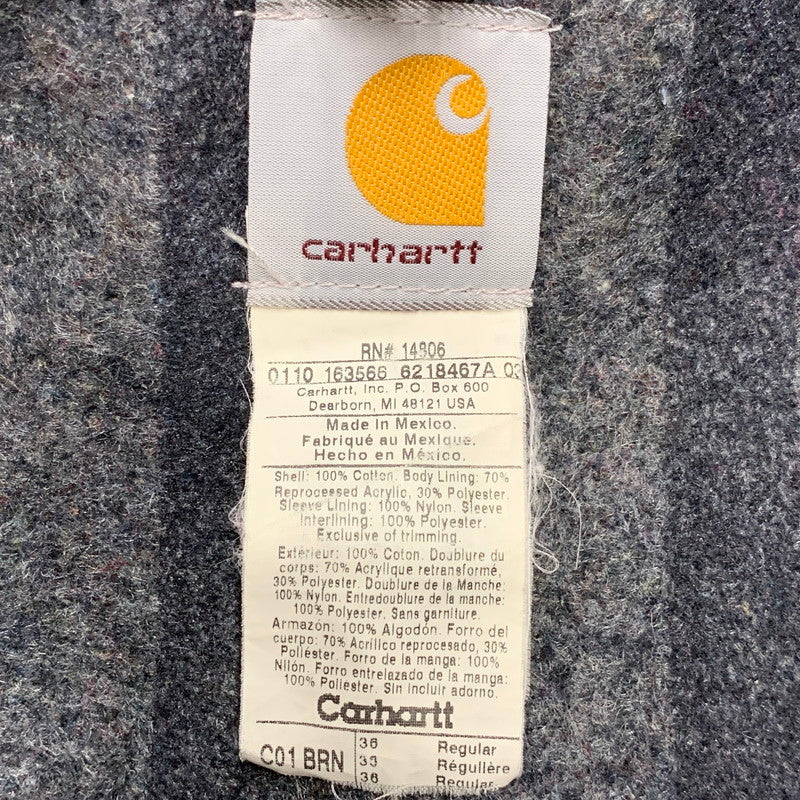 carhartt
RN# 14806
0110 163566 6218467A 03
Carhartt, Inc. P.O. Box 600
Dearborn, MI 48121 USA
Made in Mexico.
Fabriqué au Mexique.
Hecho en México.
Shell: 100% Cotton. Body Lining: 70%
Reprocessed Acrylic, 30% Polyester.
Sleeve Lining: 100% Nylon. Sleeve
Interlining: 100% Polyester.
Exclusive of trimming.
Extérieur: 100% Coton. Doublure du
corps: 70% Acrylique retransformé,
30% Polyester. Doublure de la Manche:
100% Nylon. Entredoublure de la manche:
100% Polyester. Sans garniture.
Armazón: 100% Algodón. Forro del
cuerpo: 70% Acrílico reprocesado, 30%
Poliéster. Forro de la manga: 100%
Nilón. Forro entrelazado de la manga:
100% Poliester. Sin incluir adorno.
Carhartt
C01 BRN
36 Regular
33 Régullère
36 Regular